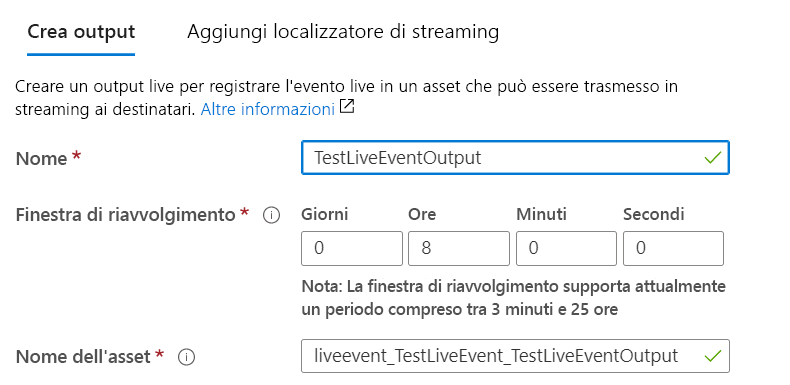 Crea output Aggiungi localizzatore di streaming
Creare un output live per registrare l'evento live in un asset che può essere trasmesso in
streaming ai destinatari. Altre informazioni
Nome * TestLiveEventOutput
Finestra di riavvolgimento * Giorni Ore Minuti Secondi
0 8 0 0
Nota: La finestra di riavvolgimento supporta attualmente
un periodo compreso tra 3 minuti e 25 ore
Nome dell'asset * liveevent_TestLiveEvent_TestLiveEventOutput